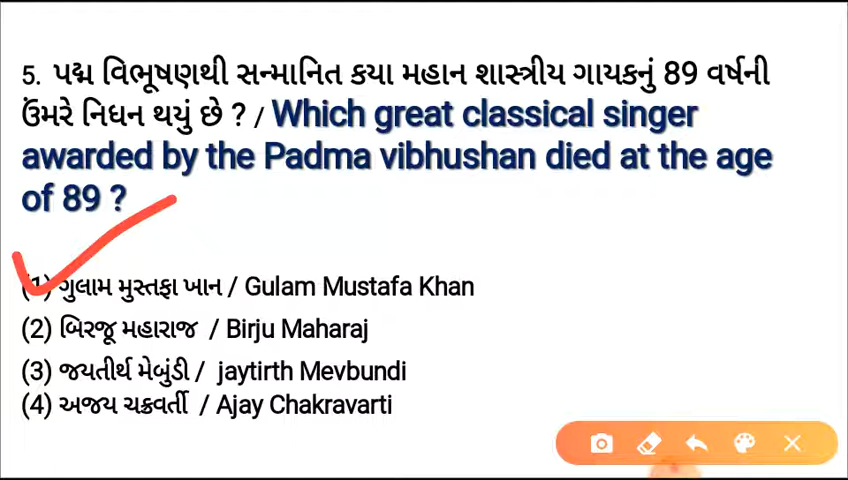 5. પદ્મ વિભૂષણથી સન્માનિત કયા મહાન શાસ્ત્રીય ગાયકનું 89 વર્ષની
ઉંમરે નિધન થયું છે ? / Which great classical singer
awarded by the Padma vibhushan died at the age
of 89 ?
(1) ગુલામ મુસ્તફા ખાન / Gulam Mustafa Khan
(2) બિરજૂ મહારાજ / Birju Maharaj
(3) જયતીર્થ મેબુંડી / jaytirth Mevbundi
(4) અજય ચક્રવર્તી / Ajay Chakravarti